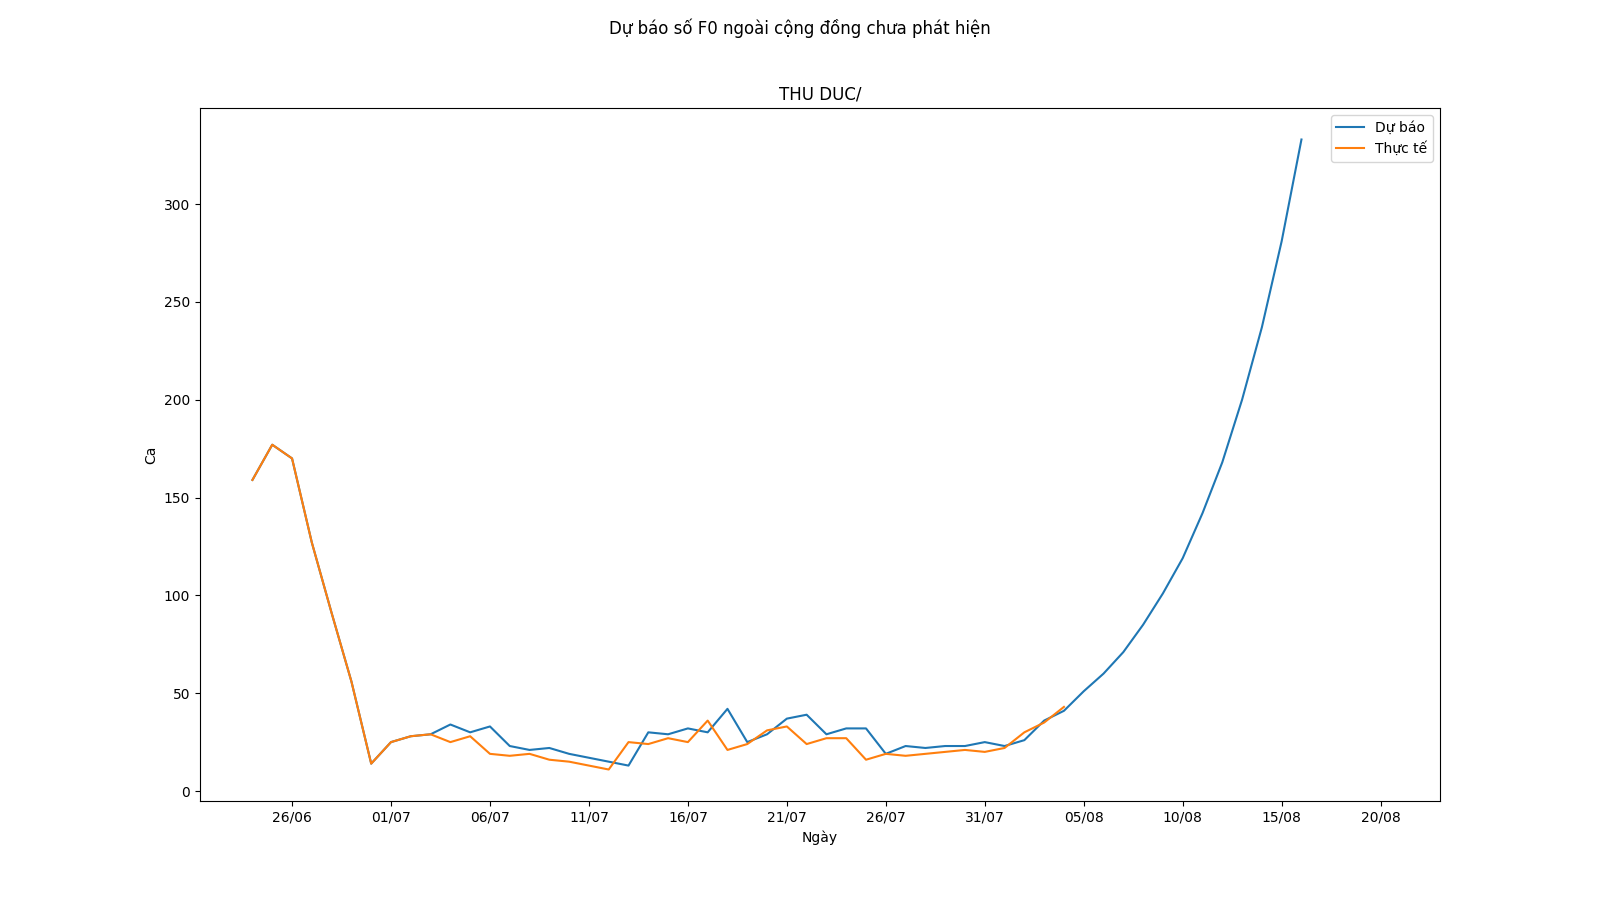 Dự báo số F0 ngoài cộng đồng chưa phát hiện
THU DUC/
Dự báo
Thực tế
300
250
200
150
100
50
0
Ca
26/06 01/07 06/07 11/07 16/07 21/07 26/07 31/07 05/08 10/08 15/08 20/08
Ngày